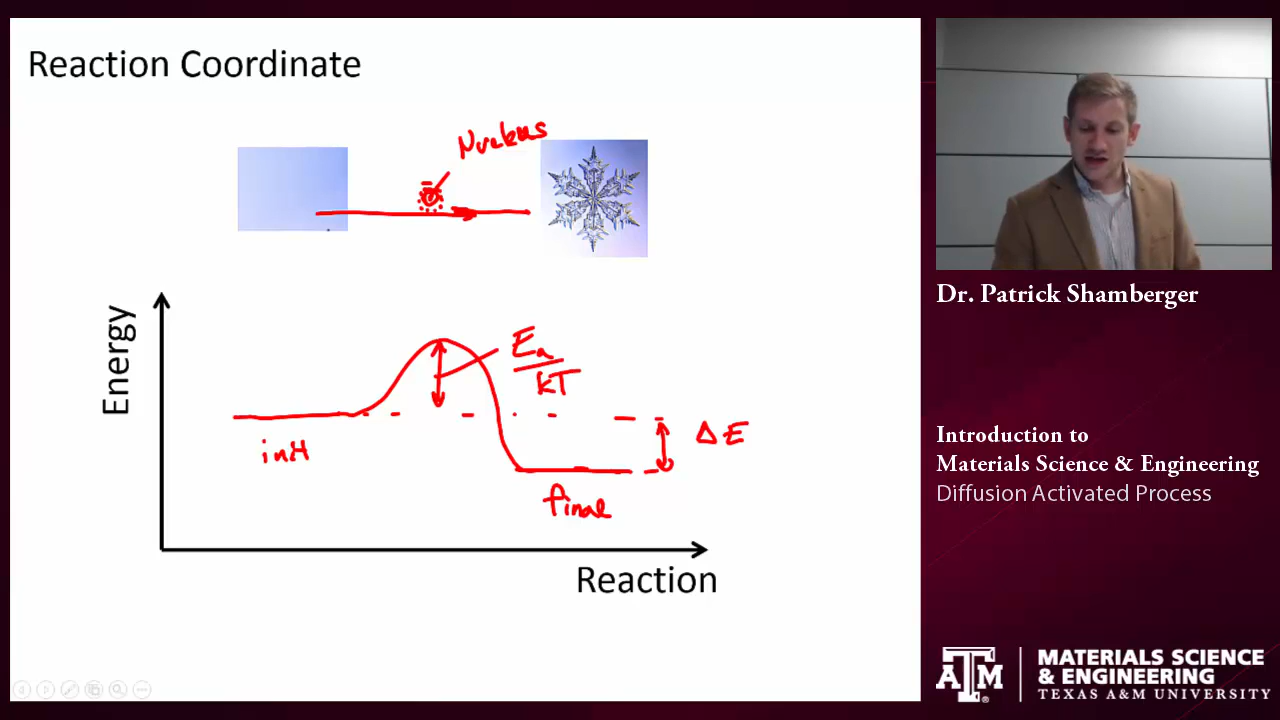 Reaction Coordinate
Nucleus
Energy
Ea
kT
ΔE
init
final
Reaction
Dr. Patrick Shamberger
Introduction to
Materials Science & Engineering
Diffusion Activated Process
ATM
MATERIALS SCIENCE
& ENGINEERING
TEXAS A&M UNIVERSITY